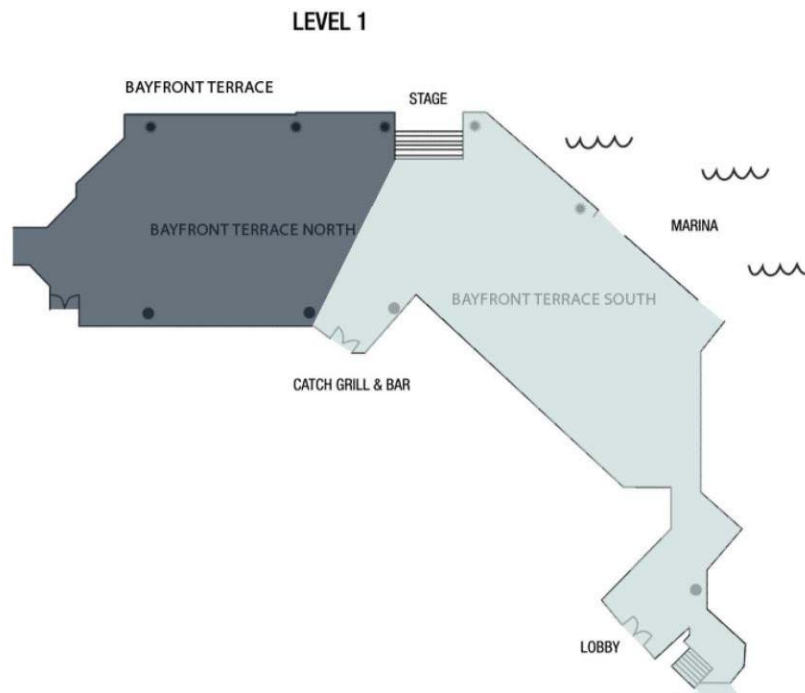 LEVEL 1
BAYFRONT TERRACE
STAGE
MARINA
BAYFRONT TERRACE NORTH
BAYFRONT TERRACE SOUTH
CATCH GRILL & BAR
LOBBY